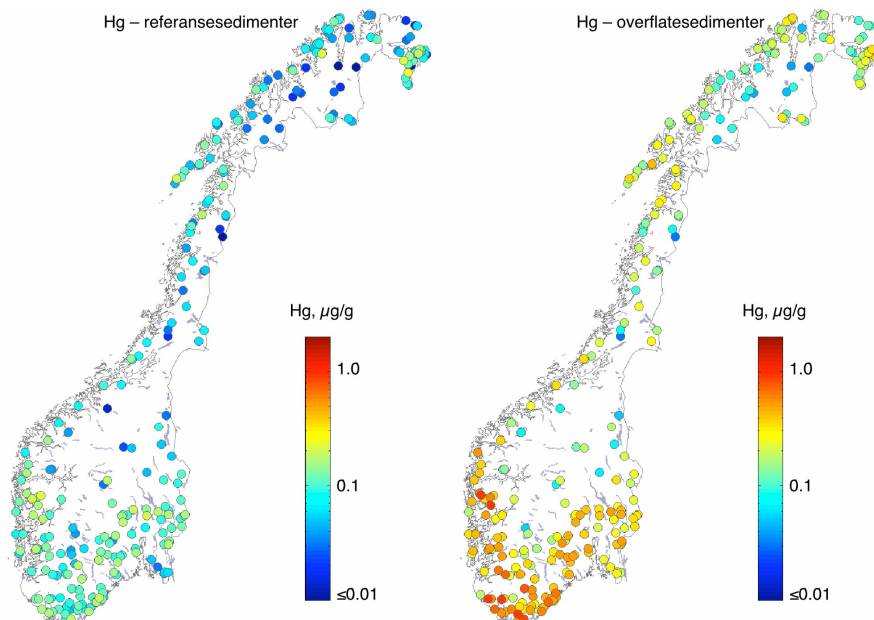 Hg – referansesedimenter
Hg – overflatesedimenter
Hg, µg/g
1.0
0.1
≤0.01
Hg, µg/g
1.0
0.1
≤0.01